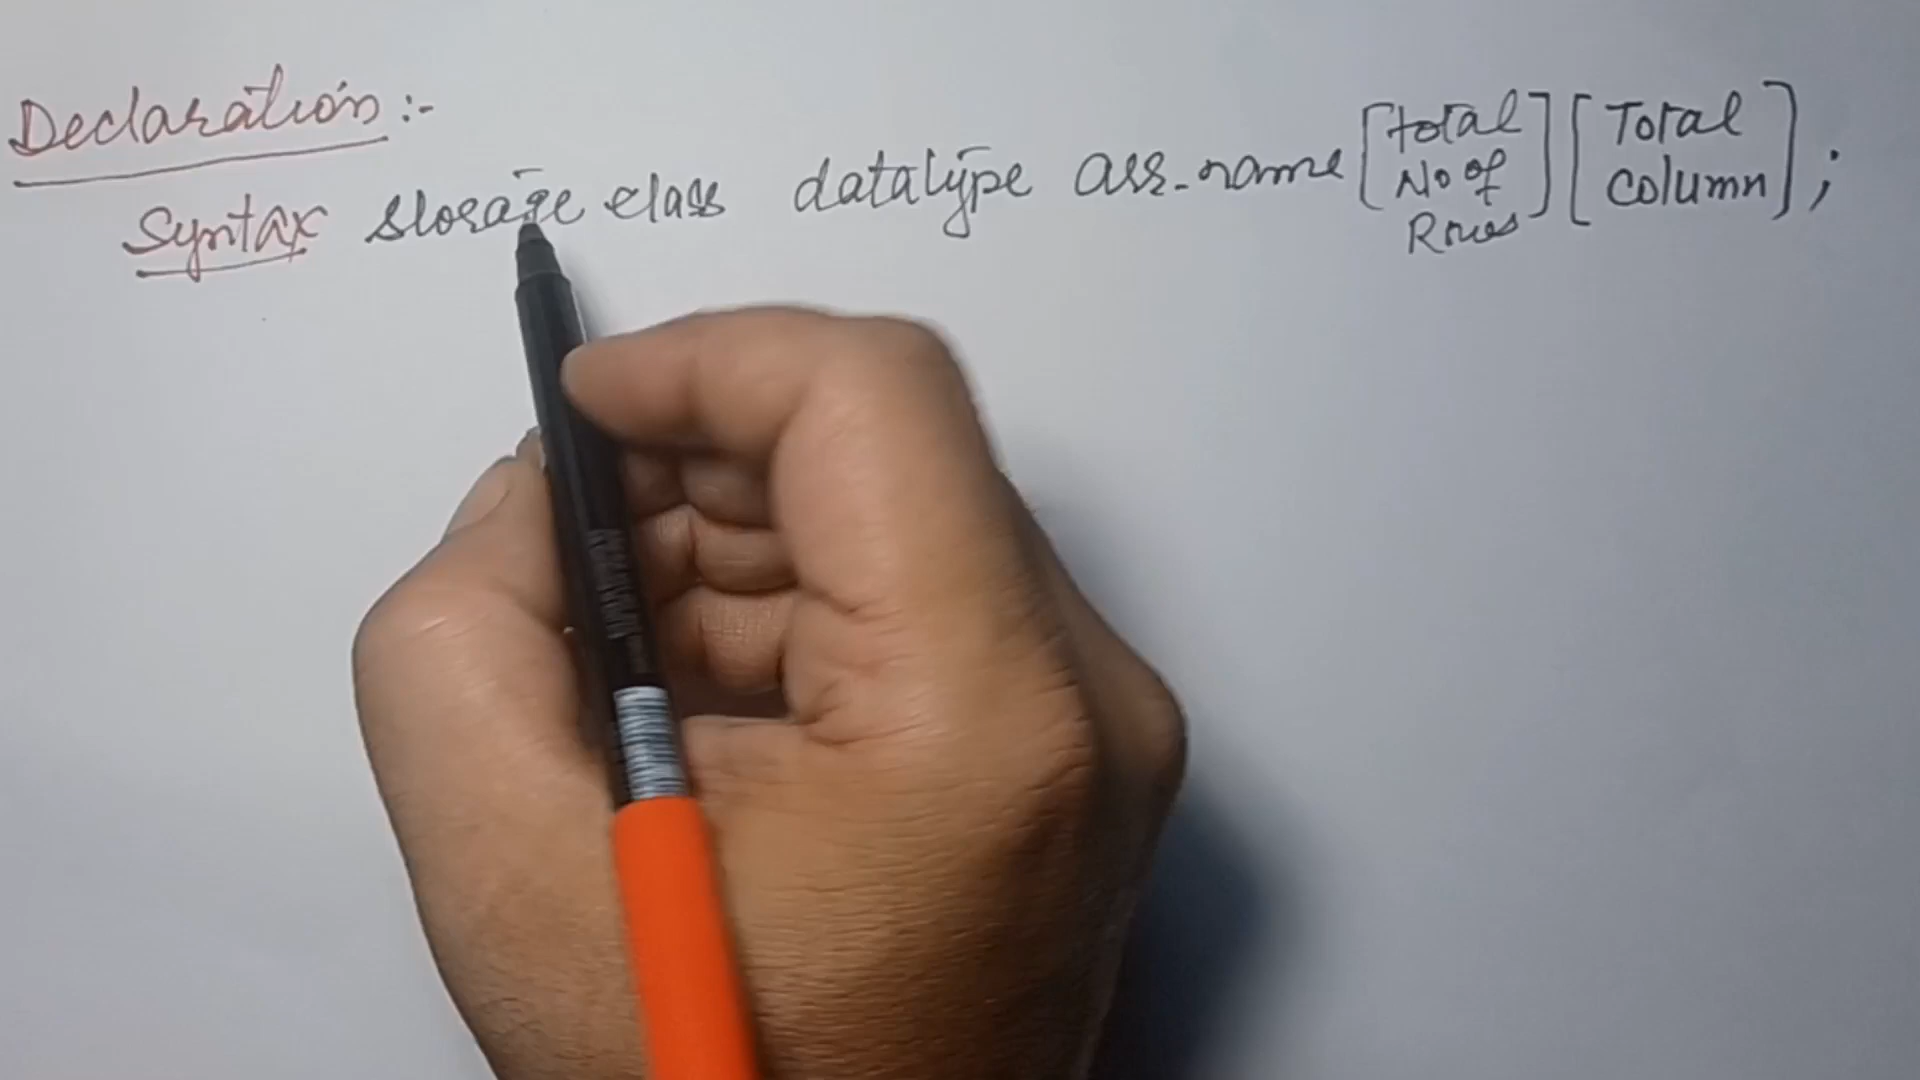 Declaration :-
Syntax storage class datatype arr_name [total No of Rows] [Total column] ;